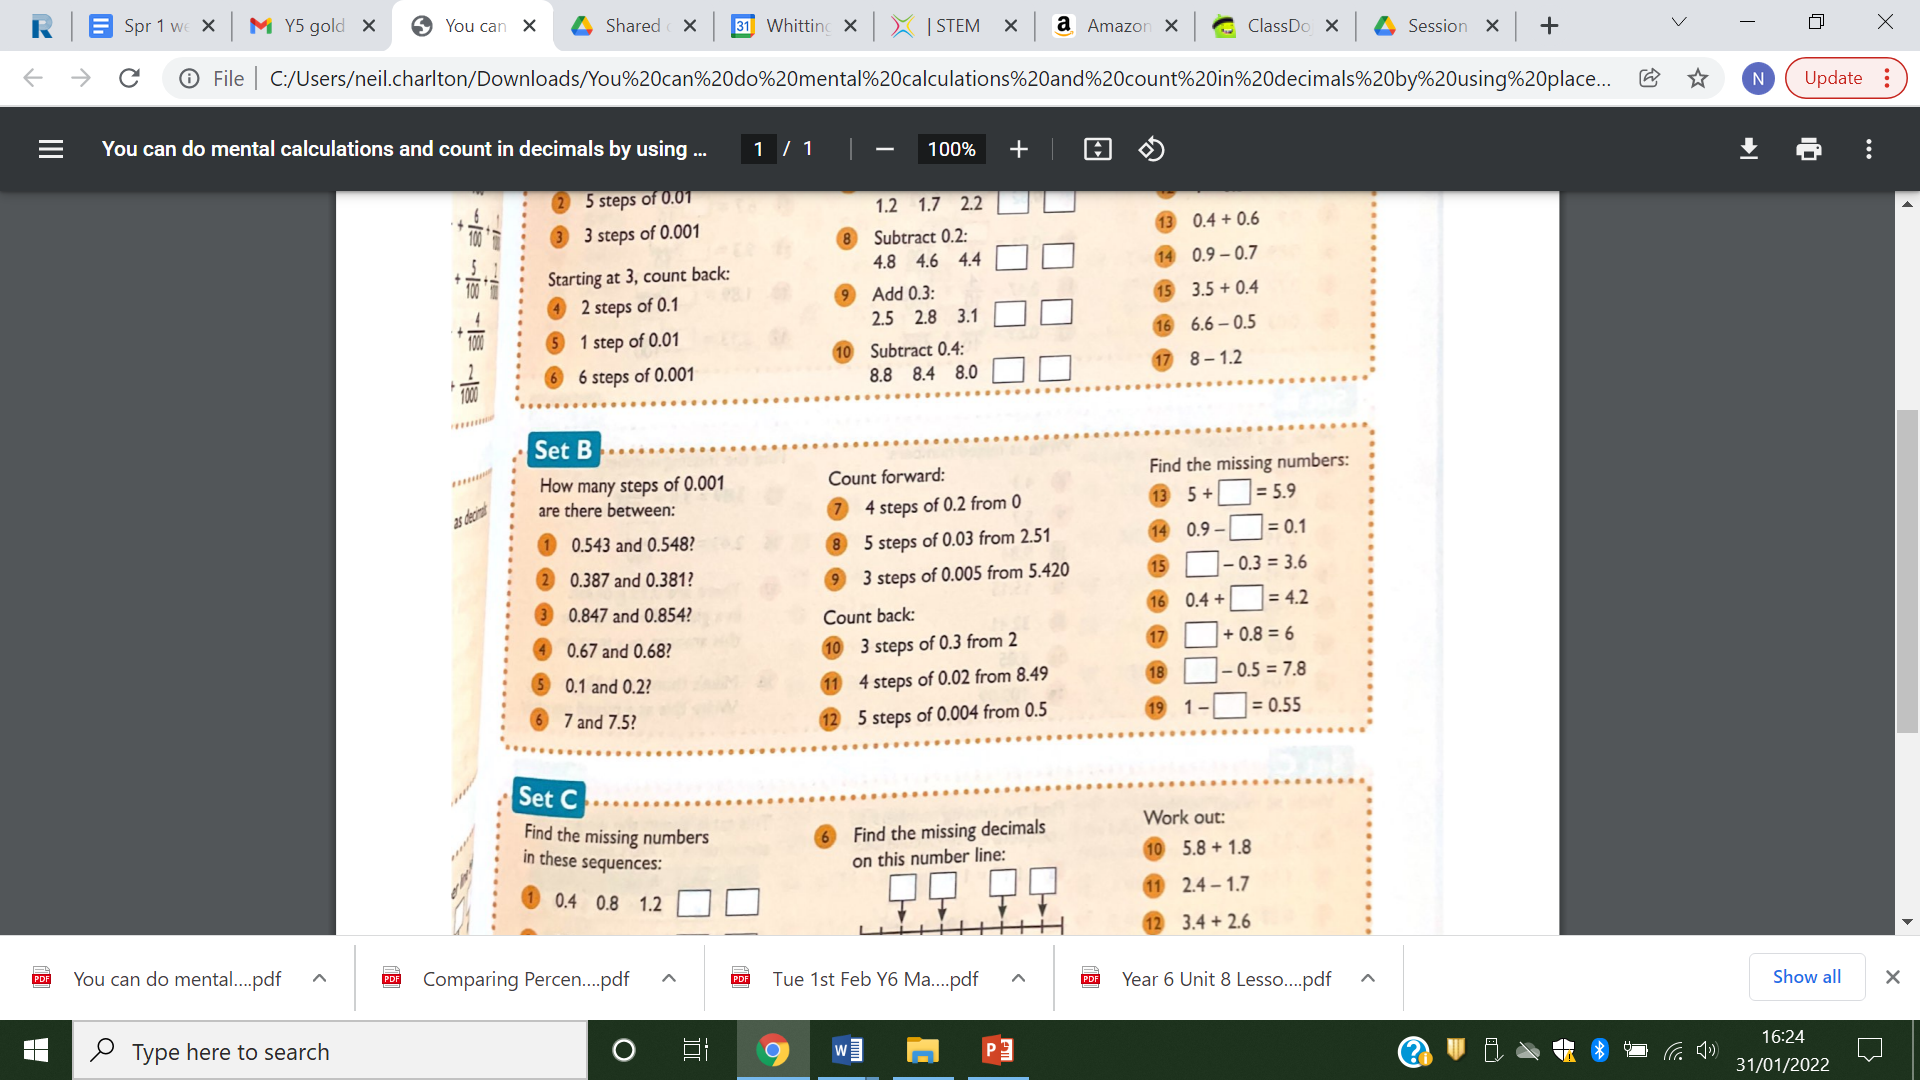 Spr 1 we
Y5 gold
You can
Shared
Whitting
| STEM
Amazon
ClassDo
Session
File
C:/Users/neil.charlton/Downloads/You%20can%20do%20mental%20calculations%20and%20count%20in%20decimals%20by%20using%20place...
N
Update
You can do mental calculations and count in decimals by using ...
1 / 1
100%
2 5 steps of 0.01
3 3 steps of 0.001
Starting at 3, count back:
4 2 steps of 0.1
5 1 step of 0.01
6 6 steps of 0.001
1.2 1.7 2.2
8 Subtract 0.2:
4.8 4.6 4.4
9 Add 0.3:
2.5 2.8 3.1
10 Subtract 0.4:
8.8 8.4 8.0
13 0.4 + 0.6
14 0.9 – 0.7
15 3.5 + 0.4
16 6.6 – 0.5
17 8 – 1.2
Set B
How many steps of 0.001
are there between:
1 0.543 and 0.548?
2 0.387 and 0.381?
3 0.847 and 0.854?
4 0.67 and 0.68?
5 0.1 and 0.2?
6 7 and 7.5?
Count forward:
7 4 steps of 0.2 from 0
8 5 steps of 0.03 from 2.51
9 3 steps of 0.005 from 5.420
Count back:
10 3 steps of 0.3 from 2
11 4 steps of 0.02 from 8.49
12 5 steps of 0.004 from 0.5
Find the missing numbers:
13 5 + □ = 5.9
14 0.9 – □ = 0.1
15 □ – 0.3 = 3.6
16 0.4 + □ = 4.2
17 □ + 0.8 = 6
18 □ – 0.5 = 7.8
19 1 – □ = 0.55
Set C
Find the missing numbers
in these sequences:
1 0.4 0.8 1.2
6 Find the missing decimals
on this number line:
Work out:
10 5.8 + 1.8
11 2.4 – 1.7
12 3.4 + 2.6
You can do mental....pdf
Comparing Percen....pdf
Tue 1st Feb Y6 Ma....pdf
Year 6 Unit 8 Lesso....pdf
Show all
Type here to search
16:24
31/01/2022